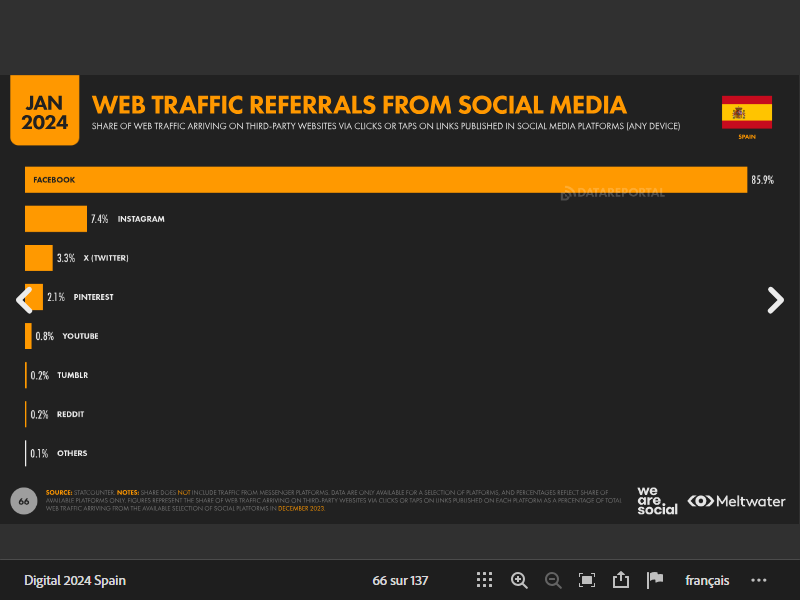 JAN
2024
WEB TRAFFIC REFERRALS FROM SOCIAL MEDIA
SHARE OF WEB TRAFFIC ARRIVING ON THIRD-PARTY WEBSITES VIA CLICKS OR TAPS ON LINKS PUBLISHED IN SOCIAL MEDIA PLATFORMS (ANY DEVICE)
SPAIN
FACEBOOK 85.9%
DATAREPORTAL
7.4% INSTAGRAM
3.3% X (TWITTER)
2.1% PINTEREST
0.8% YOUTUBE
0.2% TUMBLR
0.2% REDDIT
0.1% OTHERS
66
SOURCE: STATCOUNTER. NOTES: SHARE DOES NOT INCLUDE TRAFFIC FROM MESSENGER PLATFORMS. DATA ARE ONLY AVAILABLE FOR A SELECTION OF PLATFORMS, AND PERCENTAGES REFLECT SHARE OF
AVAILABLE PLATFORMS ONLY. FIGURES REPRESENT THE SHARE OF WEB TRAFFIC ARRIVING ON THIRD-PARTY WEBSITES VIA CLICKS OR TAPS ON LINKS PUBLISHED ON EACH PLATFORM AS A PERCENTAGE OF TOTAL
WEB TRAFFIC ARRIVING FROM THE AVAILABLE SELECTION OF SOCIAL PLATFORMS IN DECEMBER 2023.
we
are.
social
Meltwater
Digital 2024 Spain
66 sur 137
français